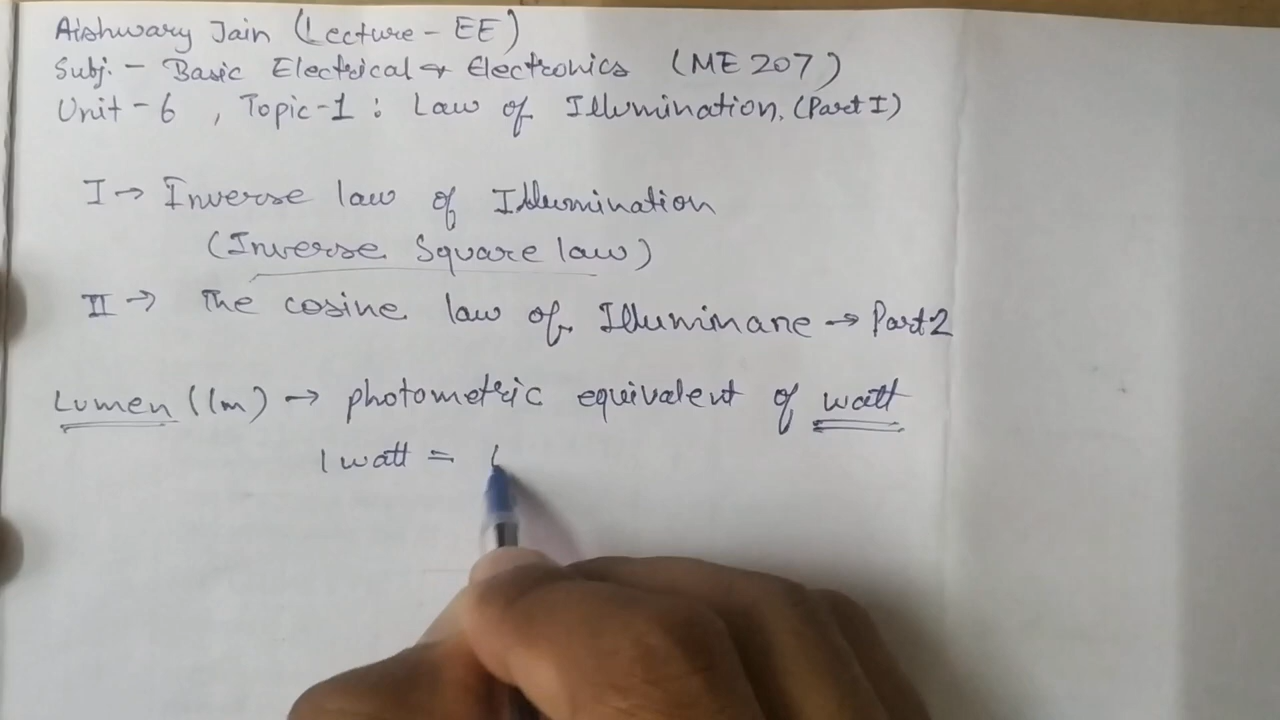 Aishwary Jain (Lecture - EE)
Subj. - Basic Electrical & Electronics (ME 207)
Unit - 6 , Topic - 1 : Law of Illumination. (Part I)
I → Inverse law of Illumination
(Inverse Square law)
II → The cosine law of Illuminane → Part 2
Lumen (lm) → photometric equivalent of watt
1 watt =